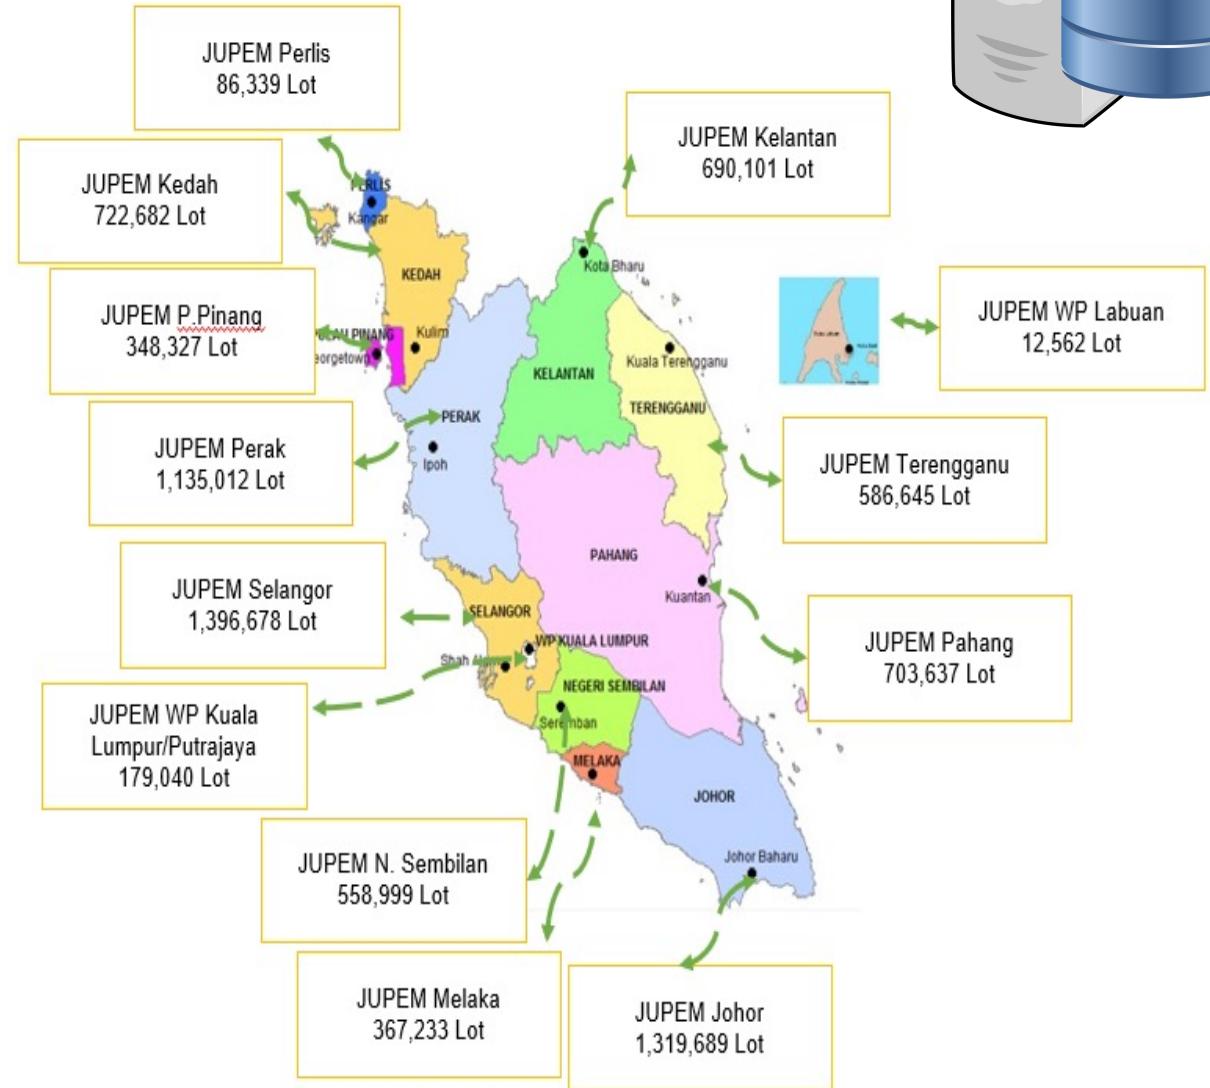 JUPEM Perlis
86,339 Lot
JUPEM Kedah
722,682 Lot
JUPEM P.Pinang
348,327 Lot
JUPEM Perak
1,135,012 Lot
JUPEM Selangor
1,396,678 Lot
JUPEM WP Kuala
Lumpur/Putrajaya
179,040 Lot
JUPEM N. Sembilan
558,999 Lot
JUPEM Melaka
367,233 Lot
JUPEM Johor
1,319,689 Lot
JUPEM Kelantan
690,101 Lot
JUPEM WP Labuan
12,562 Lot
JUPEM Terengganu
586,645 Lot
JUPEM Pahang
703,637 Lot
PERLIS
Kangar
KEDAH
Kulim
PINANG
eorgetown
PERAK
Ipoh
Kota Bharu
KELANTAN
Kuala Terengganu
TERENGGANU
PAHANG
Kuantan
SELANGOR
WP KUALA LUMPUR
Shah
NEGERI SEMBILAN
Seremban
MELAKA
JOHOR
Johor Baharu